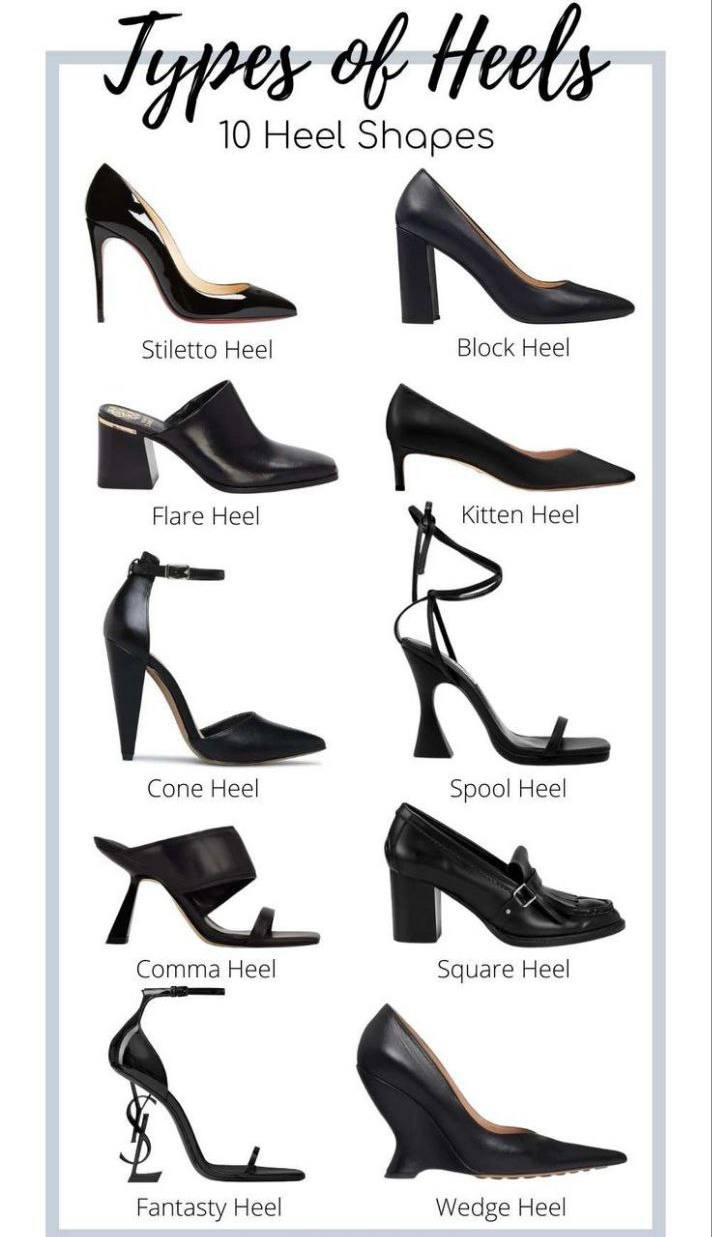 Types of Heels
10 Heel Shapes
Stiletto Heel
Block Heel
Flare Heel
Kitten Heel
Cone Heel
Spool Heel
Comma Heel
Square Heel
YSL
Fantasty Heel
Wedge Heel